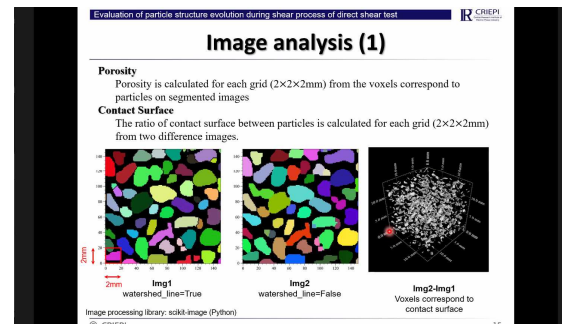 Evaluation of particle structure evolution during shear process of direct shear test
CRIEPI
Image analysis (1)
Porosity
Porosity is calculated for each grid (2×2×2mm) from the voxels correspond to
particles on segmented images
Contact Surface
The ratio of contact surface between particles is calculated for each grid (2×2×2mm)
from two difference images.
2mm
2mm
Img1
watershed_line=True
Img2
watershed_line=False
Img2-Img1
Voxels correspond to
contact surface
Image processing library: scikit-image (Python)
© CRIEPI